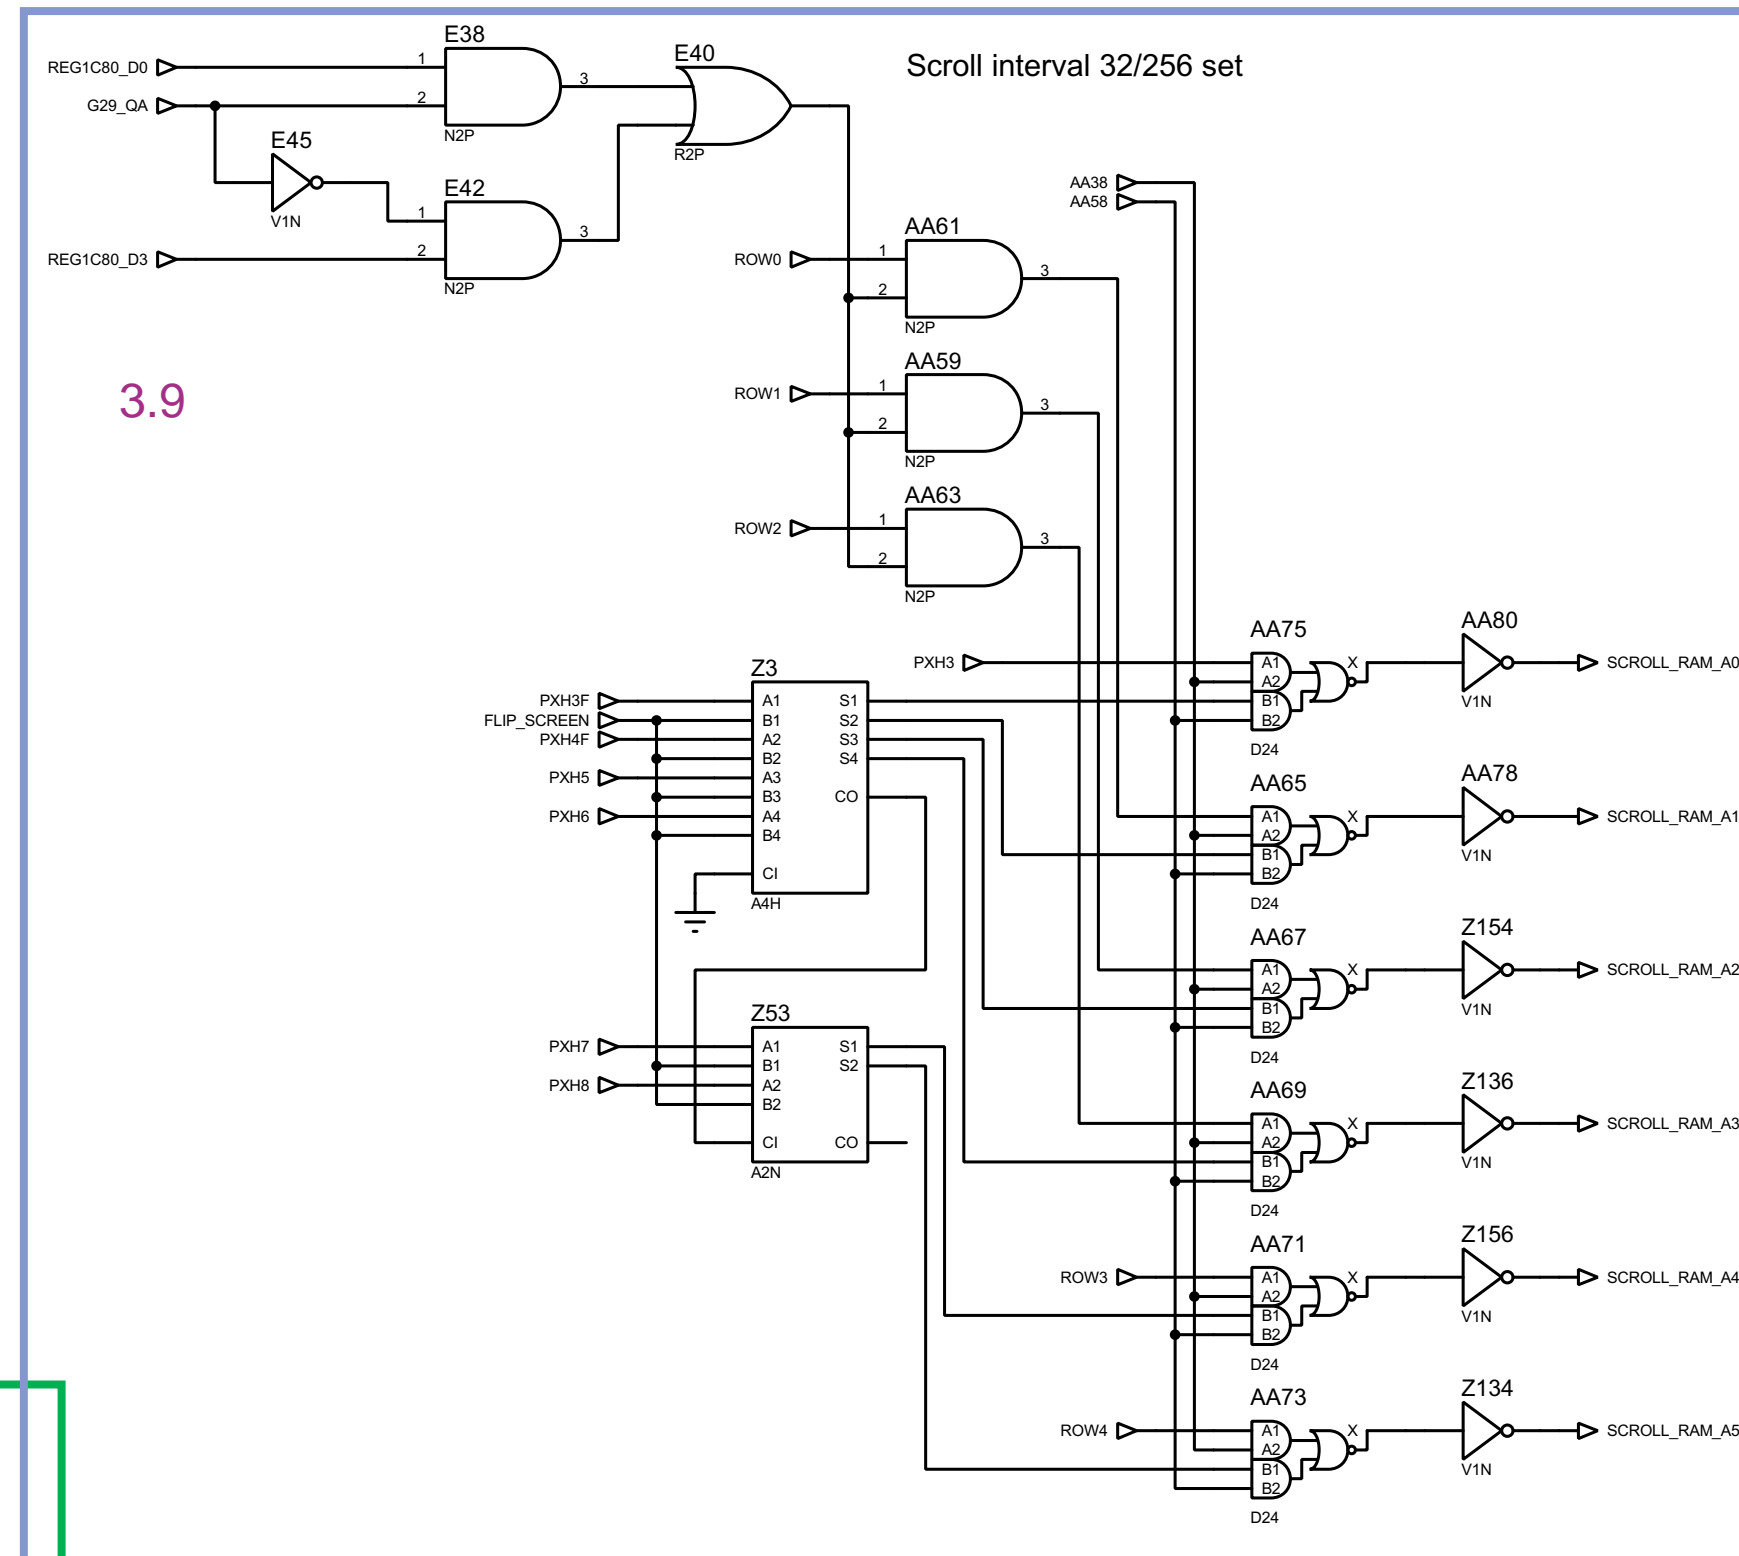 E38
REG1C80_D0
1
3
G29_QA
2
N2P
E40
R2P
Scroll interval 32/256 set
E45
V1N
E42
1
3
REG1C80_D3
2
N2P
AA38
AA58
AA61
ROW0
1
3
2
N2P
3.9
AA59
ROW1
1
3
2
N2P
AA63
ROW2
1
3
2
N2P
Z3
PXH3F
FLIP_SCREEN
PXH4F
PXH5
PXH6
A1 S1
B1 S2
A2 S3
B2 S4
A3
B3 CO
A4
B4
CI
A4H
Z53
PXH7
PXH8
A1 S1
B1 S2
A2
B2
CI CO
A2N
AA75
PXH3
A1 X
A2
B1
B2
D24
AA80
V1N
SCROLL_RAM_A0
AA65
A1 X
A2
B1
B2
D24
AA78
V1N
SCROLL_RAM_A1
AA67
A1 X
A2
B1
B2
D24
Z154
V1N
SCROLL_RAM_A2
AA69
A1 X
A2
B1
B2
D24
Z136
V1N
SCROLL_RAM_A3
AA71
ROW3
A1 X
A2
B1
B2
D24
Z156
V1N
SCROLL_RAM_A4
AA73
ROW4
A1 X
A2
B1
B2
D24
Z134
V1N
SCROLL_RAM_A5